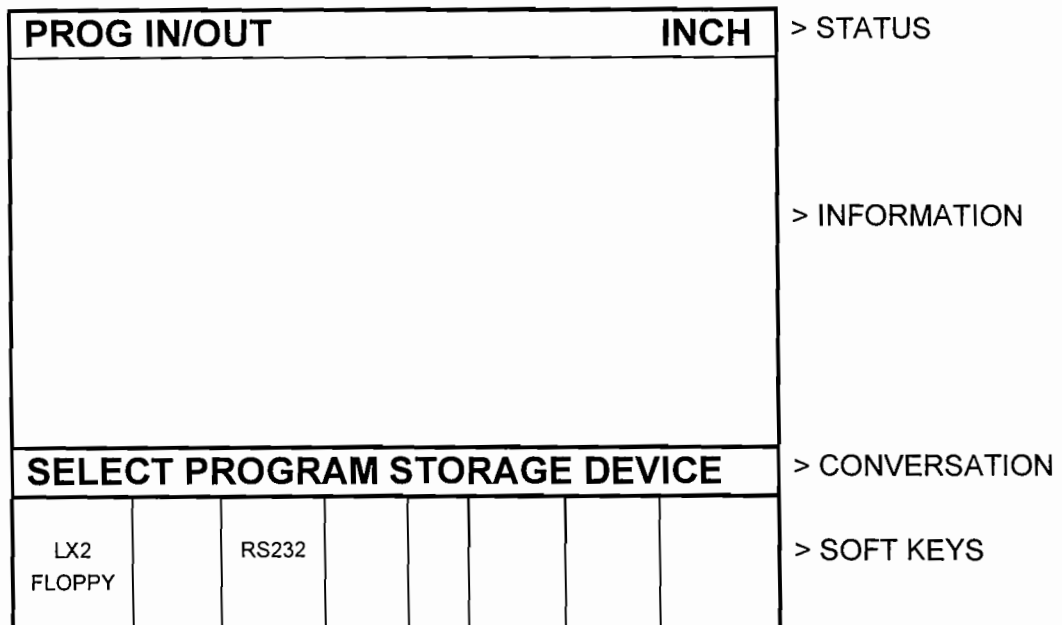 PROG IN/OUT INCH > STATUS
> INFORMATION
SELECT PROGRAM STORAGE DEVICE > CONVERSATION
LX2 RS232 > SOFT KEYS
FLOPPY